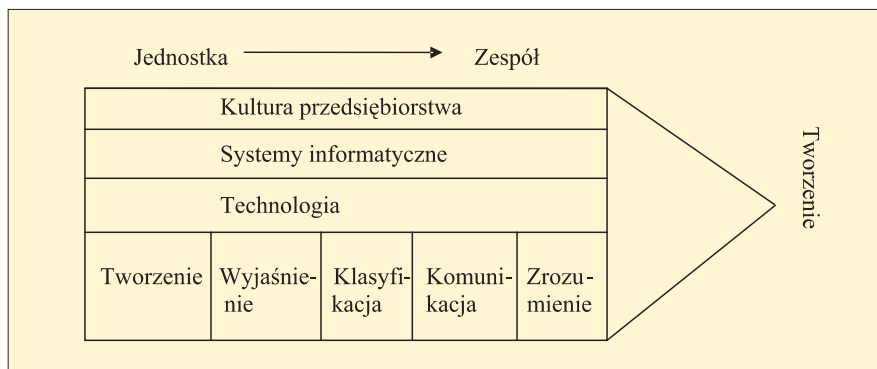 Jednostka Zespół
Kultura przedsiębiorstwa
Systemy informatyczne
Technologia
Tworzenie
Wyjaśnie-
nie
Klasyfi-
kacja
Komuni-
kacja
Zrozu-
mienie
Tworzenie